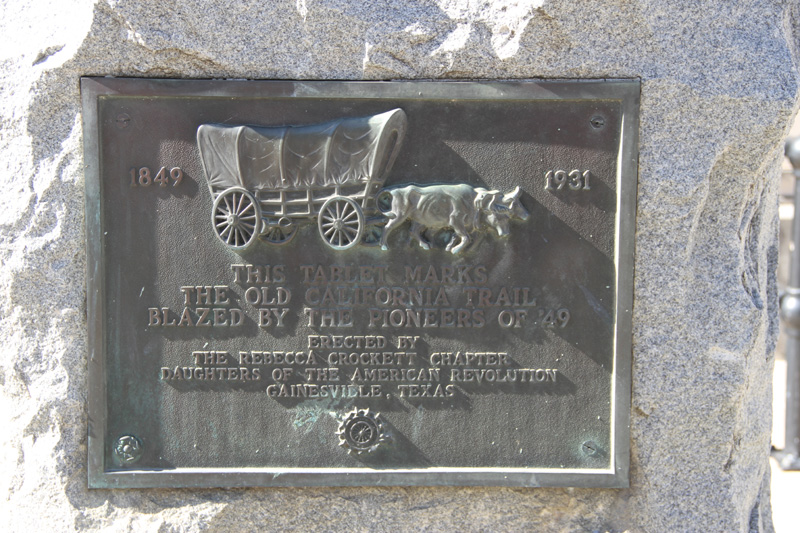 1849 1931
THIS TABLET MARKS
THE OLD CALIFORNIA TRAIL
BLAZED BY THE PIONEERS OF '49
ERECTED BY
THE REBECCA CROCKETT CHAPTER
DAUGHTERS OF THE AMERICAN REVOLUTION
GAINESVILLE, TEXAS